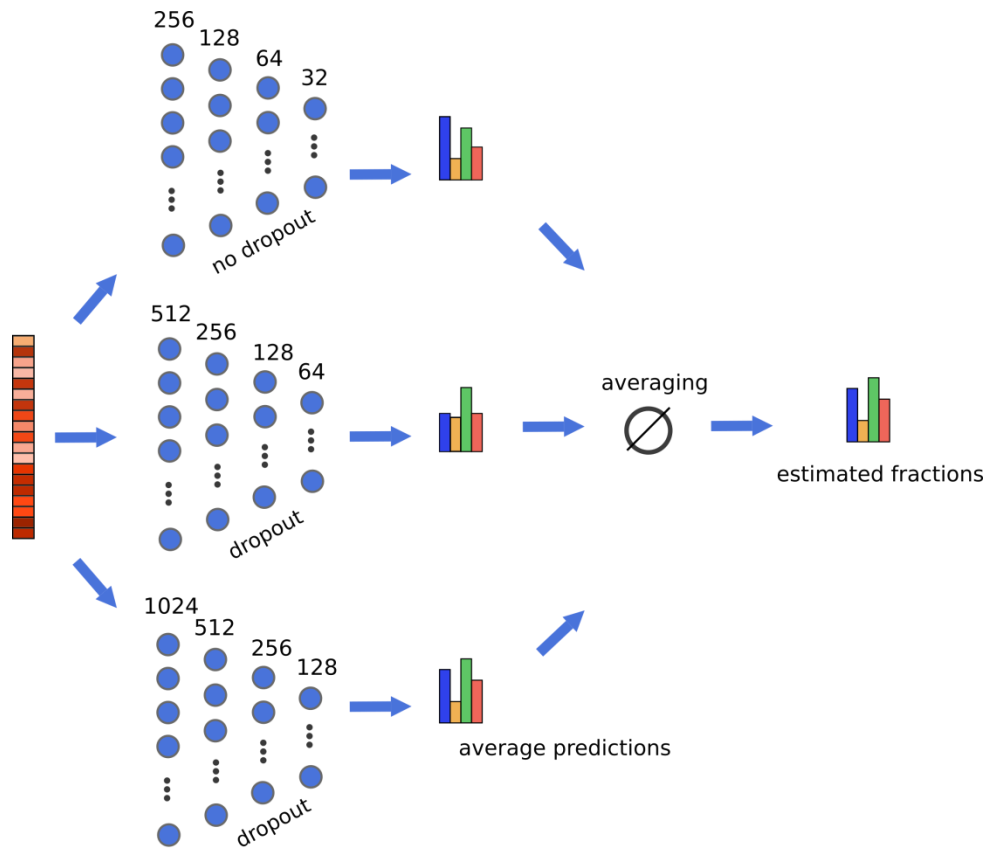 256
128
64
32
no dropout
512
256
128
64
dropout
averaging
estimated fractions
1024
512
256
128
dropout
average predictions